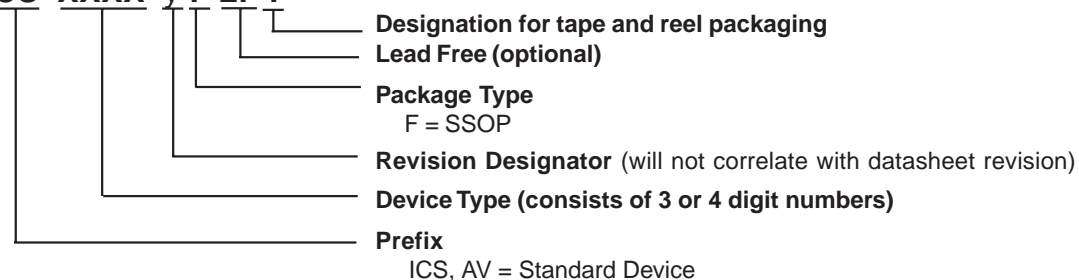 Designation for tape and reel packaging
Lead Free (optional)
Package Type
F = SSOP
Revision Designator (will not correlate with datasheet revision)
Device Type (consists of 3 or 4 digit numbers)
Prefix
ICS, AV = Standard Device